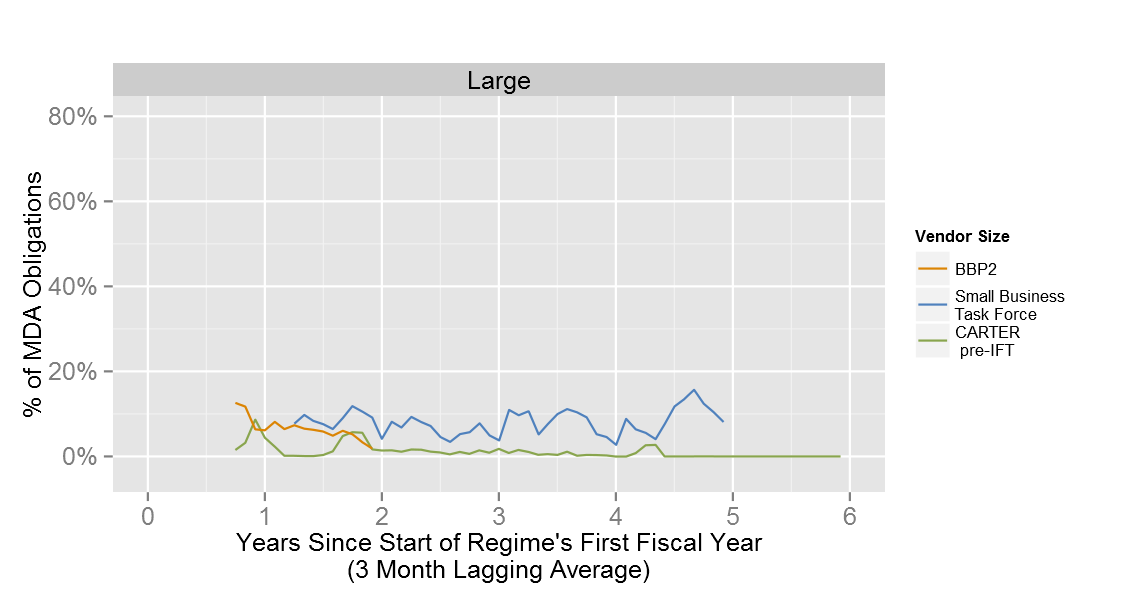 Large
80%
60%
40%
20%
0%
% of MDA Obligations
0 1 2 3 4 5 6
Years Since Start of Regime's First Fiscal Year
(3 Month Lagging Average)
Vendor Size
BBP2
Small Business
Task Force
CARTER
pre-IFT